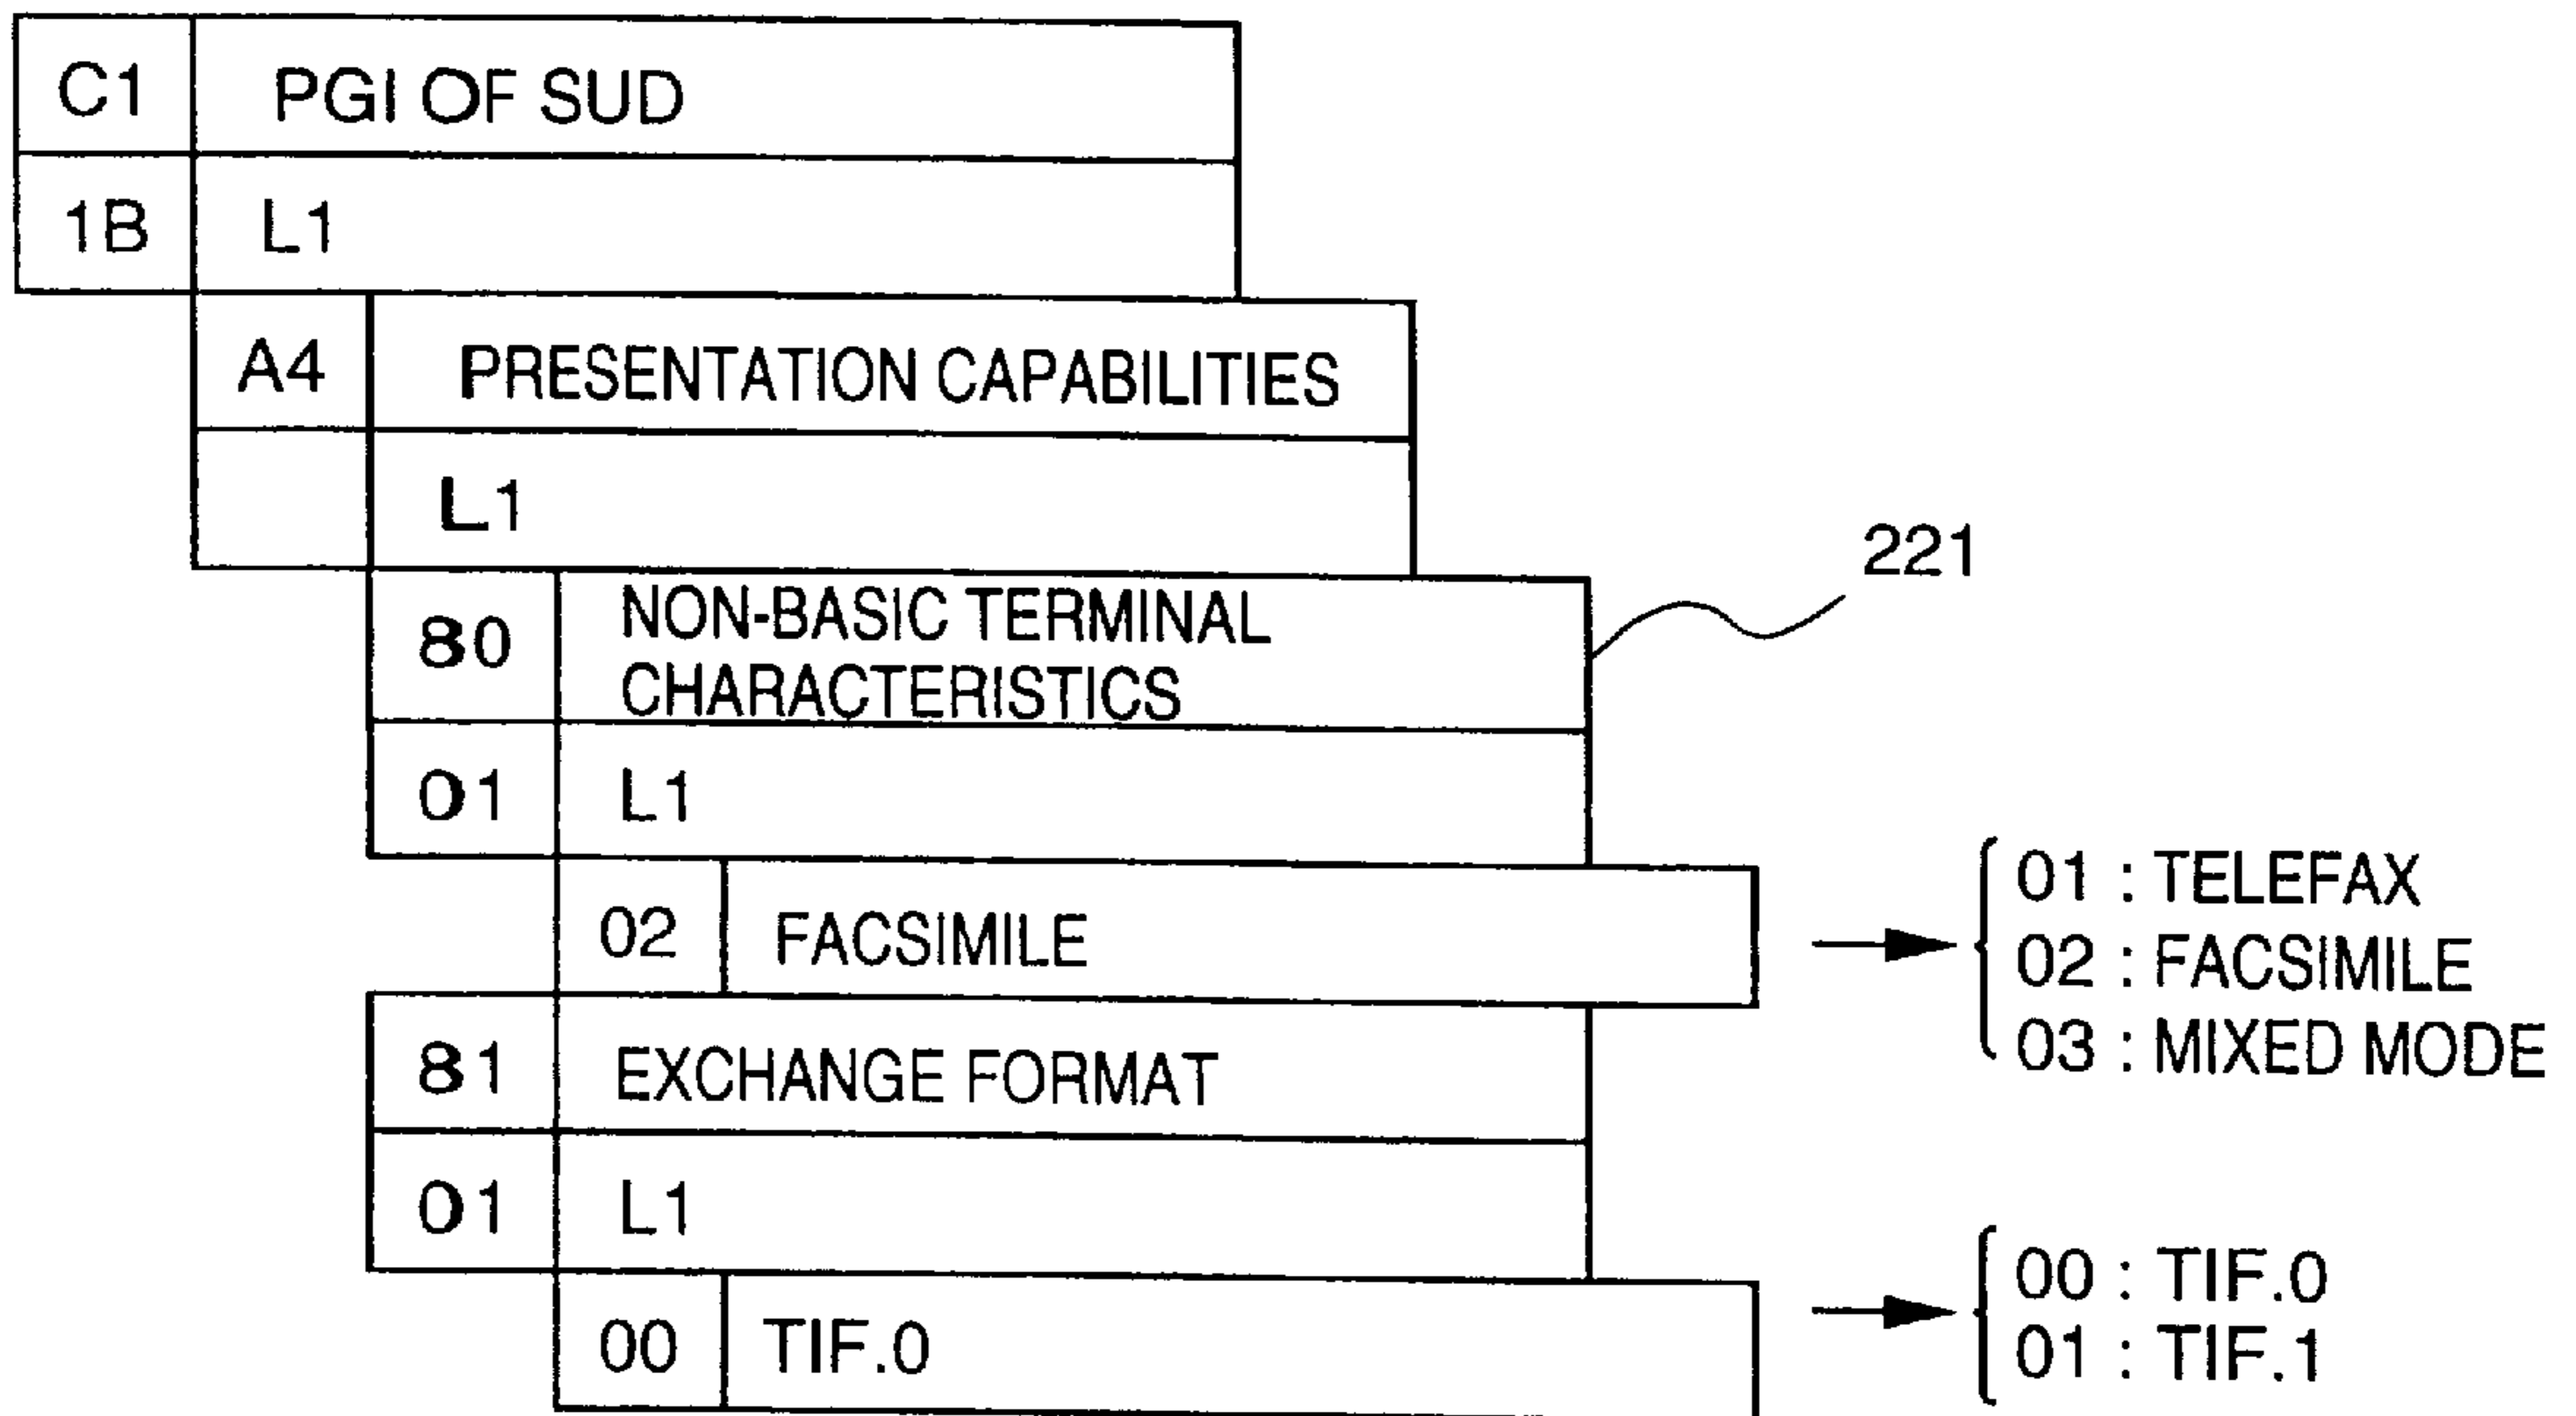 C1 PGI OF SUD
1B L1
A4 PRESENTATION CAPABILITIES
L1
221
80 NON-BASIC TERMINAL
CHARACTERISTICS
01 L1
02 FACSIMILE
01 : TELEFAX
02 : FACSIMILE
03 : MIXED MODE
81 EXCHANGE FORMAT
01 L1
00 TIF.0
00 : TIF.0
01 : TIF.1